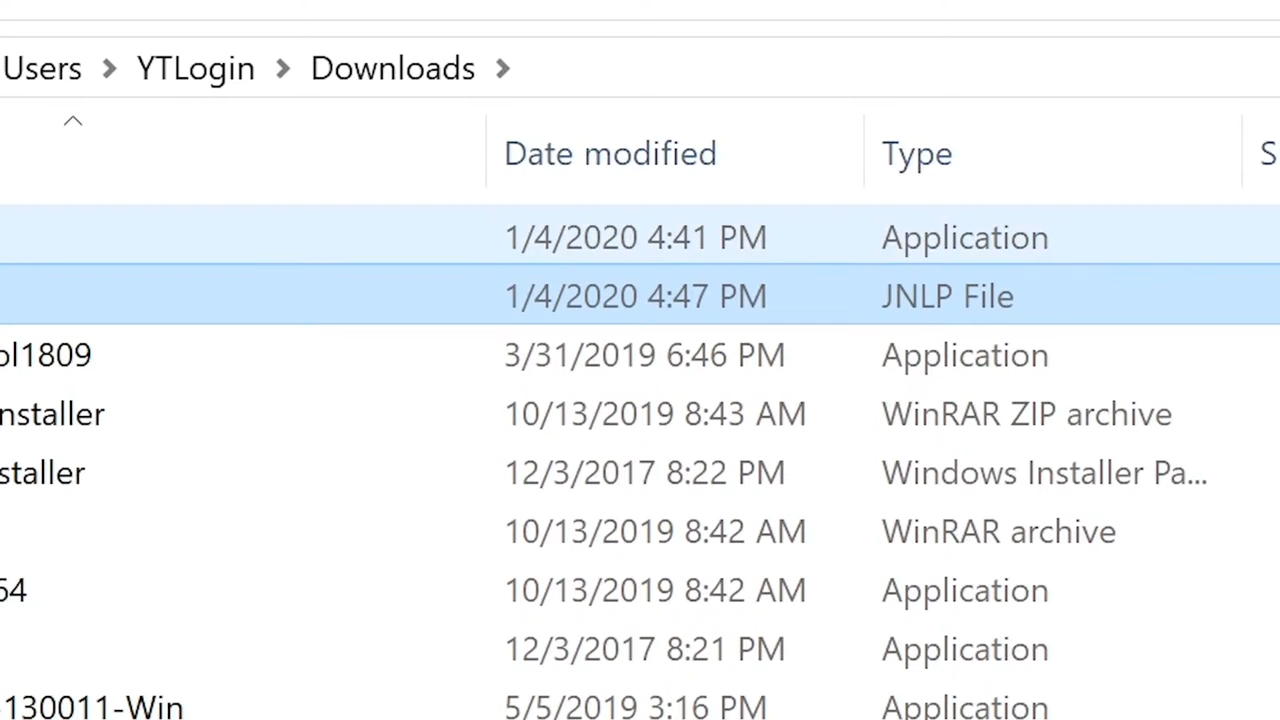 Users > YTLogin > Downloads >
Date modified Type S
1/4/2020 4:41 PM Application
1/4/2020 4:47 PM JNLP File
ol1809 3/31/2019 6:46 PM Application
nstaller 10/13/2019 8:43 AM WinRAR ZIP archive
staller 12/3/2017 8:22 PM Windows Installer Pa...
10/13/2019 8:42 AM WinRAR archive
64 10/13/2019 8:42 AM Application
12/3/2017 8:21 PM Application
-130011-Win 5/5/2019 3:16 PM Application